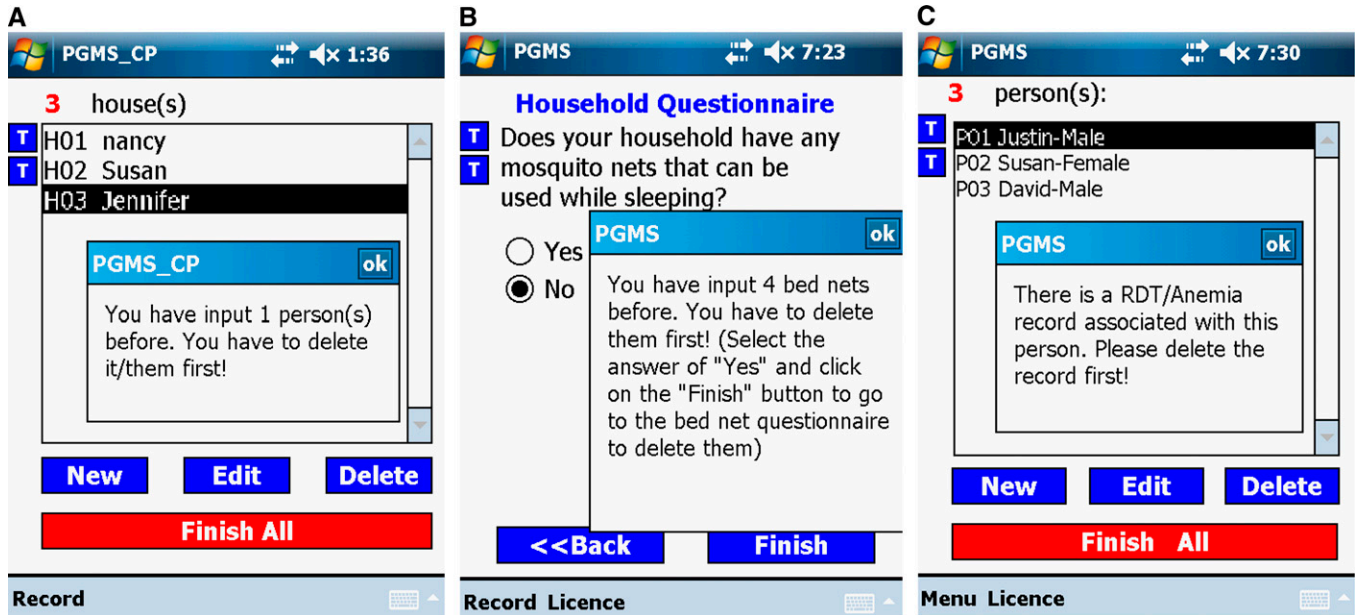 A
PGMS_CP 1:36
3 house(s)
T H01 nancy
T H02 Susan
H03 Jennifer
PGMS_CP ok
You have input 1 person(s)
before. You have to delete
it/them first!
New Edit Delete
Finish All
Record
B
PGMS 7:23
Household Questionnaire
T Does your household have any
T mosquito nets that can be
used while sleeping?
Yes
No
PGMS ok
You have input 4 bed nets
before. You have to delete
them first! (Select the
answer of "Yes" and click
on the "Finish" button to go
to the bed net questionnaire
to delete them)
<<Back Finish
Record Licence
C
PGMS 7:30
3 person(s):
T P01 Justin-Male
T P02 Susan-Female
P03 David-Male
PGMS ok
There is a RDT/Anemia
record associated with this
person. Please delete the
record first!
New Edit Delete
Finish All
Menu Licence